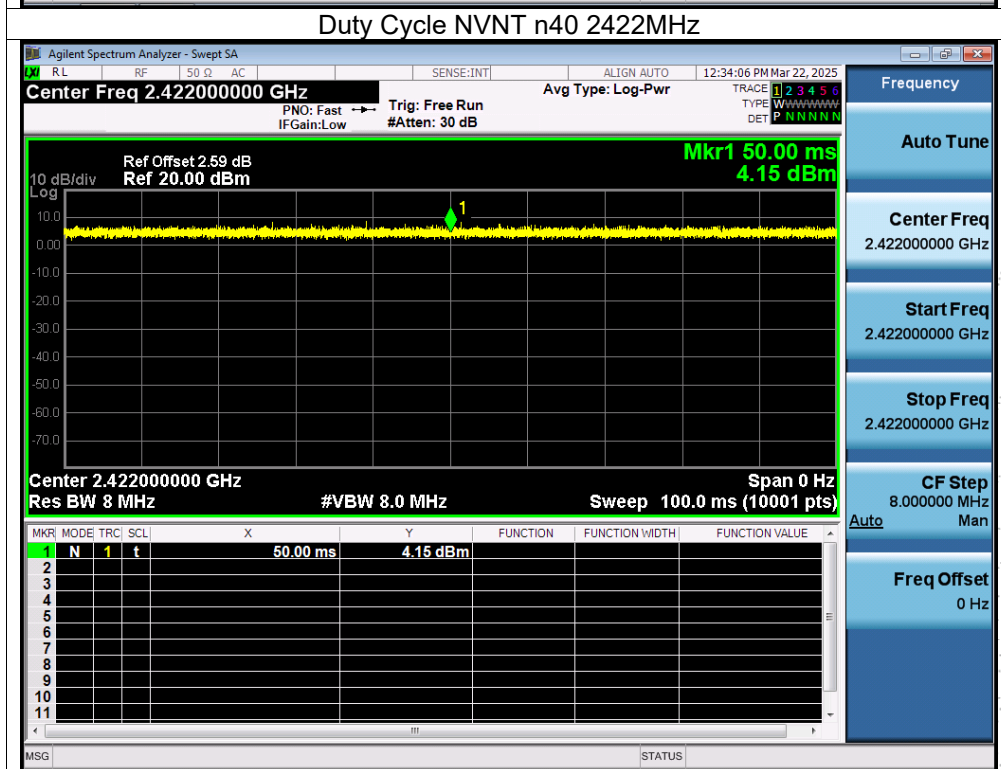 Duty Cycle NVNT n40 2422MHz
Agilent Spectrum Analyzer - Swept SA
LXI RL RF 50 Ω AC SENSE:INT ALIGN AUTO 12:34:06 PM Mar 22, 2025
Center Freq 2.422000000 GHz
PNO: Fast
IFGain:Low
Trig: Free Run
#Atten: 30 dB
Avg Type: Log-Pwr
TRACE 1 2 3 4 5 6
TYPE WWWWWW
DET P N N N N N
Mkr1 50.00 ms
4.15 dBm
Ref Offset 2.59 dB
10 dB/div Ref 20.00 dBm
Log
1
10.0
0.00
-10.0
-20.0
-30.0
-40.0
-50.0
-60.0
-70.0
Center 2.422000000 GHz Span 0 Hz
Res BW 8 MHz #VBW 8.0 MHz Sweep 100.0 ms (10001 pts)
MKR MODE TRC SCL X Y FUNCTION FUNCTION WIDTH FUNCTION VALUE
1 N 1 t 50.00 ms 4.15 dBm
2
3
4
5
6
7
8
9
10
11
MSG STATUS
Frequency
Auto Tune
Center Freq
2.422000000 GHz
Start Freq
2.422000000 GHz
Stop Freq
2.422000000 GHz
CF Step
8.000000 MHz
Auto Man
Freq Offset
0 Hz